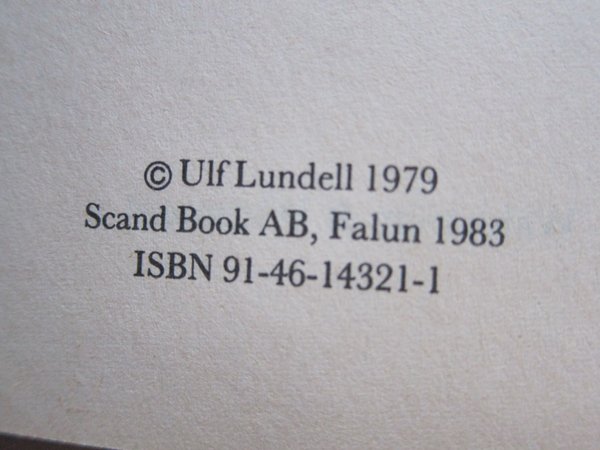 © Ulf Lundell 1979
Scand Book AB, Falun 1983
ISBN 91-46-14321-1